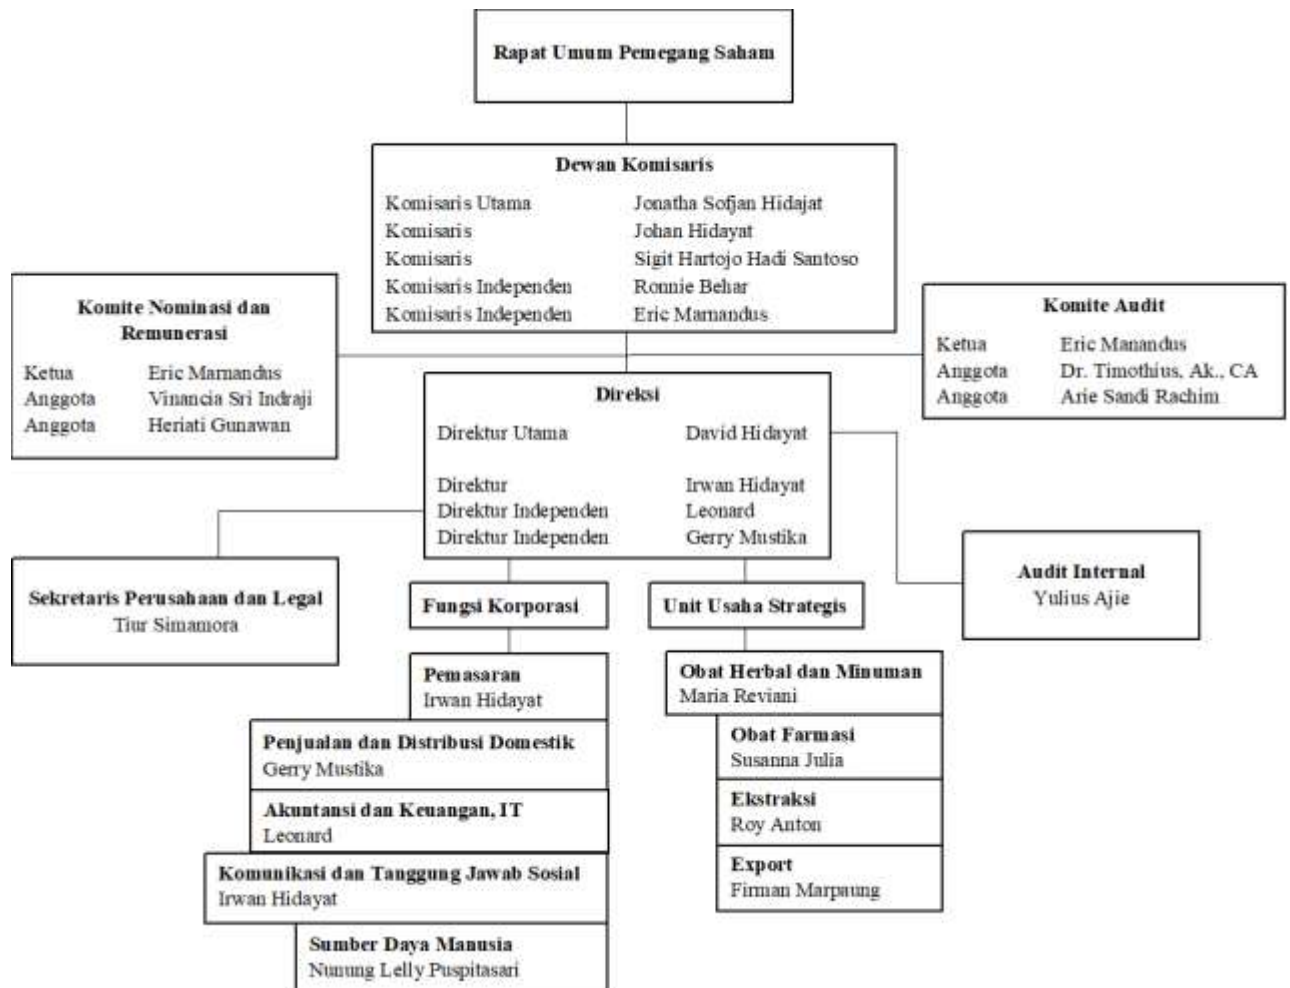 Rapat Umum Pemegang Saham
Dewan Komisaris
Komisaris Utama Jonatha Sofjan Hidajat
Komisaris Johan Hidayat
Komisaris Sigit Hartojo Hadi Santoso
Komisaris Independen Ronnie Behar
Komisaris Independen Eric Marnandus
Komite Nominasi dan
Remunerasi
Ketua Eric Marnandus
Anggota Vinancia Sri Indraji
Anggota Heriati Gunawan
Komite Audit
Ketua Eric Manandus
Anggota Dr. Timothius, Ak., CA
Anggota Arie Sandi Rachim
Direksi
Direktur Utama David Hidayat
Direktur Irwan Hidayat
Direktur Independen Leonard
Direktur Independen Gerry Mustika
Sekretaris Perusahaan dan Legal
Tiur Simamora
Audit Internal
Yulius Ajie
Fungsi Korporasi
Pemasaran
Irwan Hidayat
Penjualan dan Distribusi Domestik
Gerry Mustika
Akuntansi dan Keuangan, IT
Leonard
Komunikasi dan Tanggung Jawab Sosial
Irwan Hidayat
Sumber Daya Manusia
Nunung Lelly Puspitasari
Unit Usaha Strategis
Obat Herbal dan Minuman
Maria Reviani
Obat Farmasi
Susanna Julia
Ekstraksi
Roy Anton
Export
Firman Marpaung